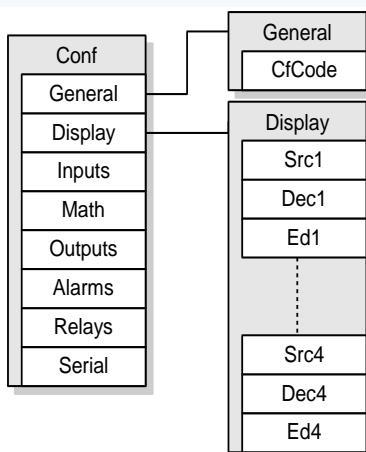 Conf
General
Display
Inputs
Math
Outputs
Alarms
Relays
Serial
General
CfCode
Display
Src1
Dec1
Ed1
Src4
Dec4
Ed4